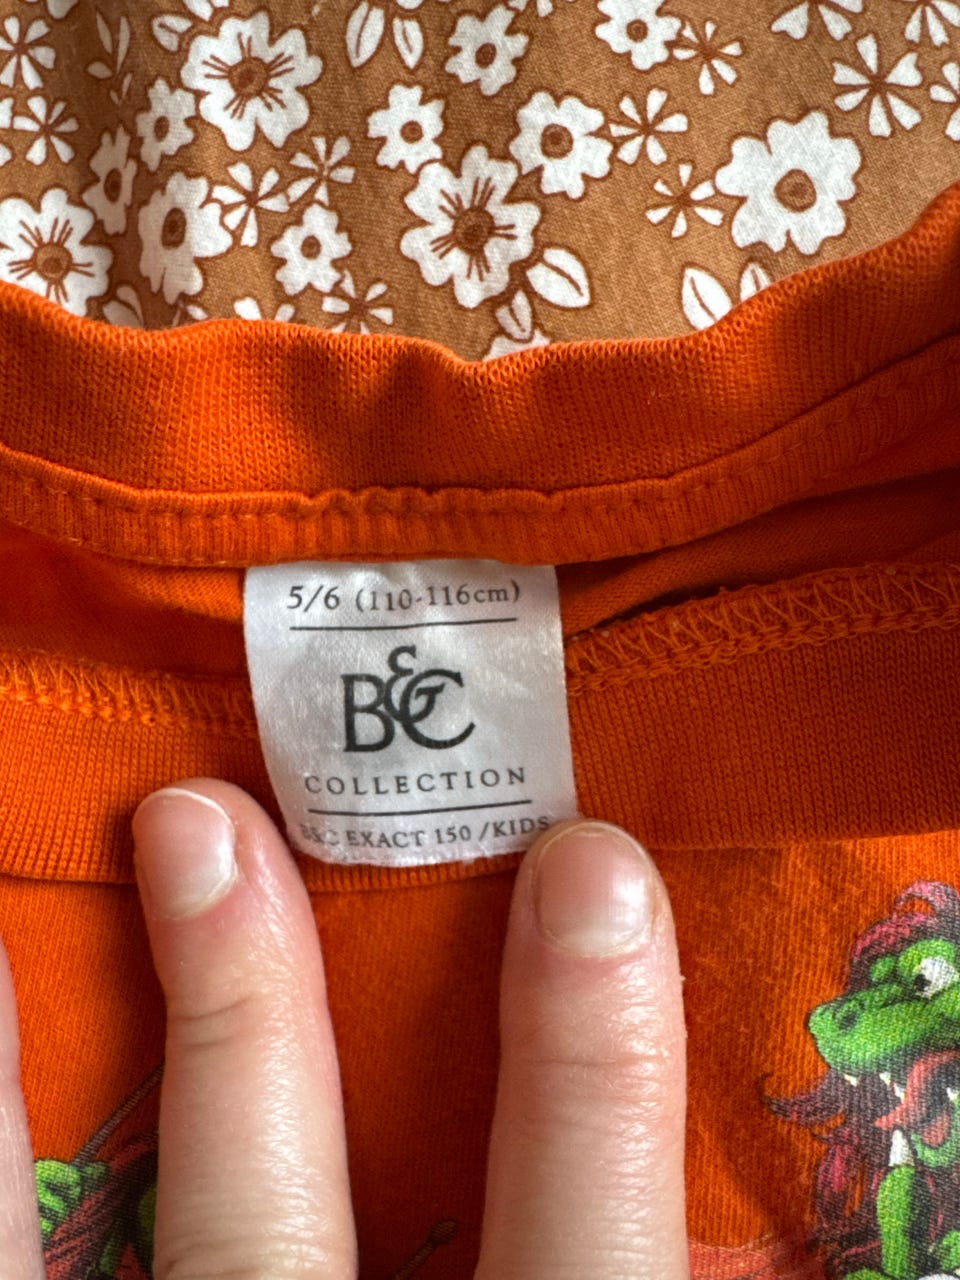 5/6 (110-116cm)
B&C
COLLECTION
B&C EXACT 150 /KIDS